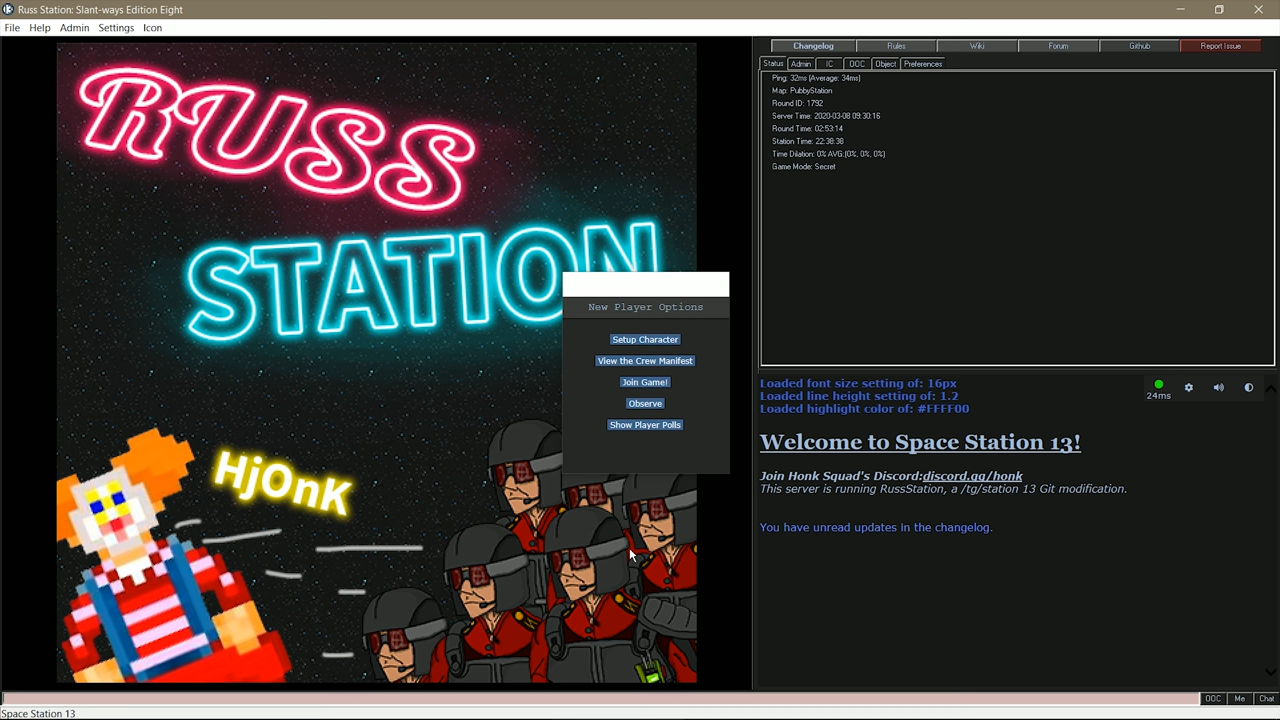 Russ Station: Slant-ways Edition Eight
File Help Admin Settings Icon
RUSS
STATION
HjOnK
New Player Options
Setup Character
View the Crew Manifest
Join Game!
Observe
Show Player Polls
Changelog Rules Wiki Forum Github Report Issue
Status Admin IC OOC Object Preferences
Ping: 32ms (Average: 34ms)
Map: PubbyStation
Round ID: 1792
Server Time: 2020-03-08 09:30:16
Round Time: 02:53:14
Station Time: 22:38:38
Time Dilation: 0% AVG:(0%, 0%, 0%)
Game Mode: Secret
Loaded font size setting of: 16px
Loaded line height setting of: 1.2
Loaded highlight color of: #FFFF00
24ms
Welcome to Space Station 13!
Join Honk Squad's Discord:discord.gg/honk
This server is running RussStation, a /tg/station 13 Git modification.
You have unread updates in the changelog.
OOC Me Chat
Space Station 13